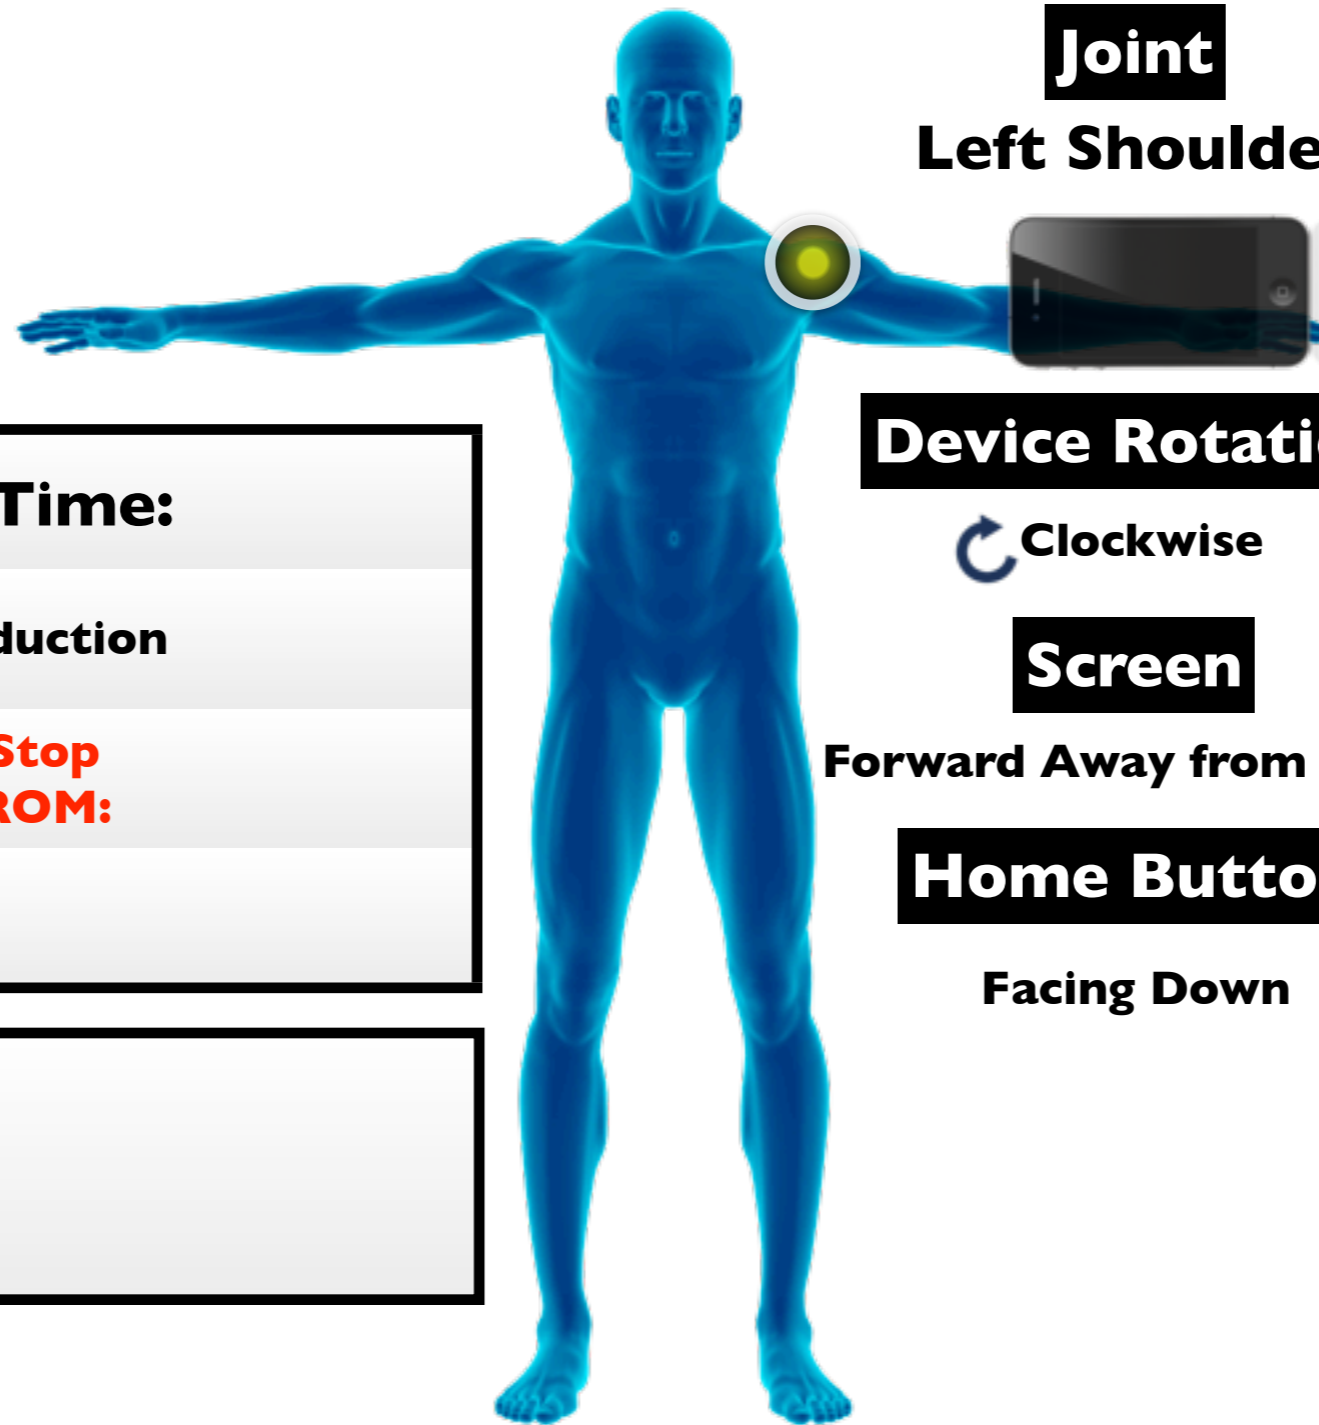 Joint
Left Shoulde
Device Rotati
Clockwise
Screen
Forward Away from
Home Butto
Facing Down
Time:
duction
Stop
ROM: